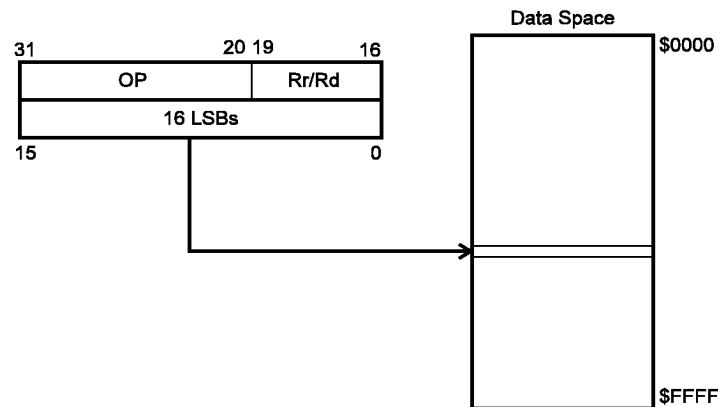 Data Space
31 20 19 16
$0000
OP Rr/Rd
16 LSBs
15 0
$FFFF